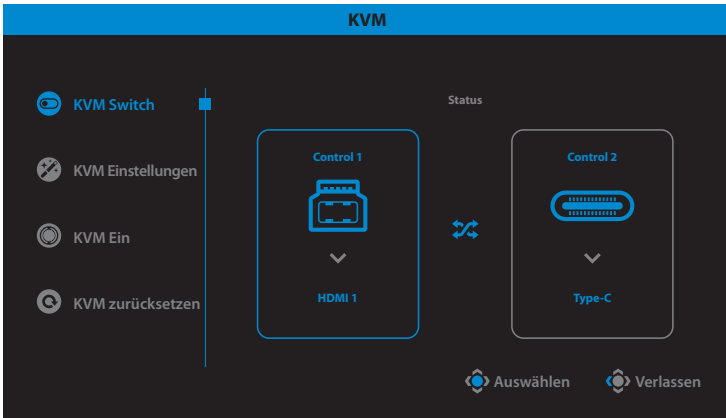 KVM
KVM Switch
KVM Einstellungen
KVM Ein
KVM zurücksetzen
Status
Control 1
HDMI 1
Control 2
Type-C
Auswählen
Verlassen